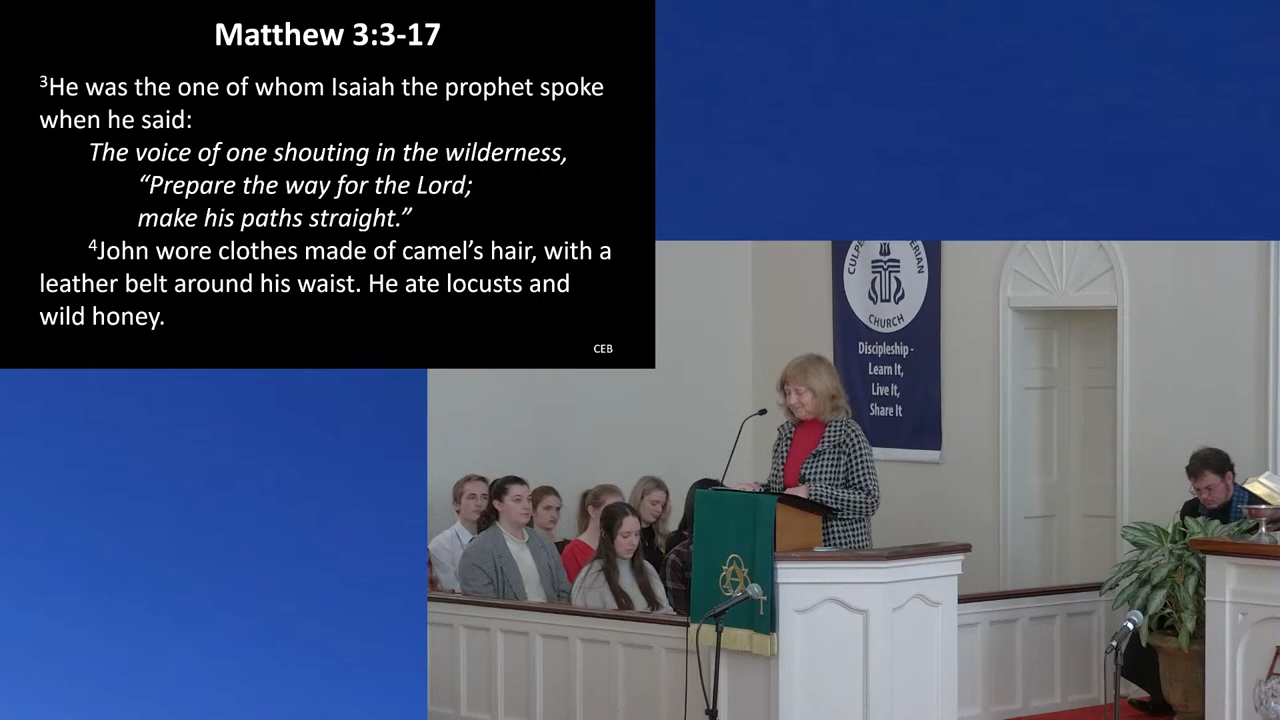 Matthew 3:3-17
³He was the one of whom Isaiah the prophet spoke
when he said:
The voice of one shouting in the wilderness,
“Prepare the way for the Lord;
make his paths straight.”
⁴John wore clothes made of camel’s hair, with a
leather belt around his waist. He ate locusts and
wild honey.
CEB
CHURCH
Discipleship -
Learn It,
Live It,
Share It